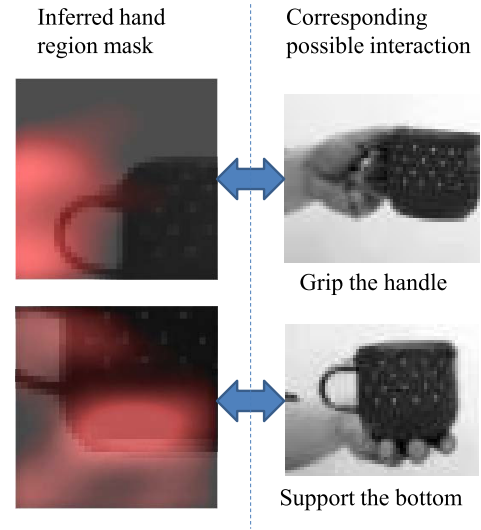 Inferred hand
region mask
Corresponding
possible interaction
Grip the handle
Support the bottom